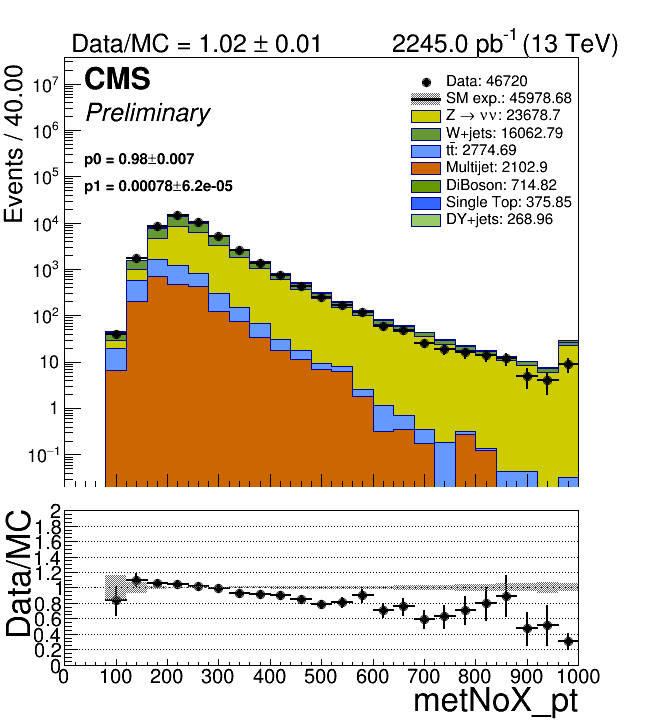 Data/MC = 1.02 ± 0.01 2245.0 pb⁻¹ (13 TeV)
Events / 40.00
CMS
Preliminary
p0 = 0.98±0.007
p1 = 0.00078±6.2e-05
Data: 46720
SM exp.: 45978.68
Z → νν: 23678.7
W+jets: 16062.79
tt̄: 2774.69
Multijet: 2102.9
DiBoson: 714.82
Single Top: 375.85
DY+jets: 268.96
10⁷
10⁶
10⁵
10⁴
10³
10²
10
1
10⁻¹
Data/MC
2
1.8
1.6
1.4
1.2
1
0.8
0.6
0.4
0.2
0
0 100 200 300 400 500 600 700 800 900 1000
metNoX_pt